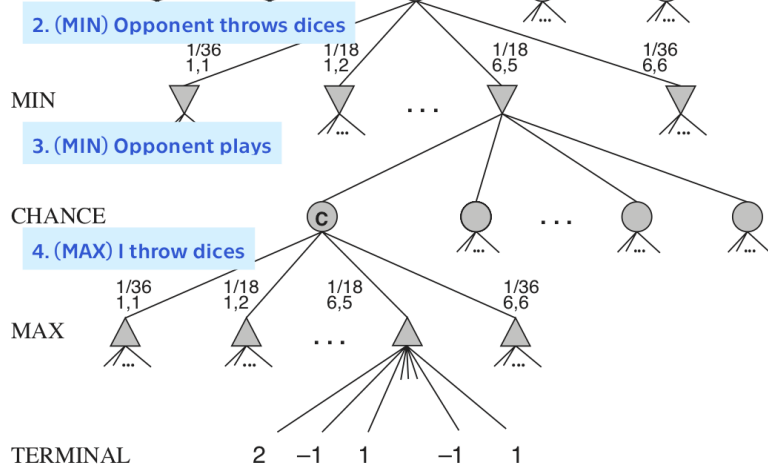 2. (MIN) Opponent throws dices
1/36 1/18 1/18 1/36
1,1 1,2 6,5 6,6
MIN
... ... ... ... ...
3. (MIN) Opponent plays
CHANCE
C
...
4. (MAX) I throw dices
1/36 1/18 1/18 1/36
1,1 1,2 6,5 6,6
MAX
...
TERMINAL 2 –1 1 –1 1